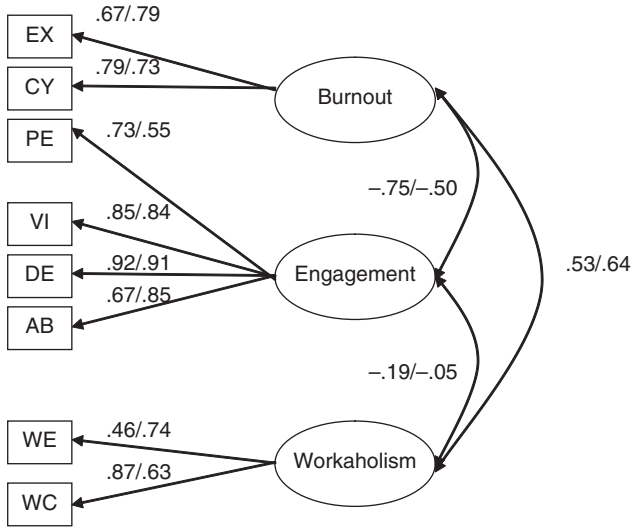 .67/.79
EX
.79/.73
CY
Burnout
PE
.73/.55
–.75/–.50
.85/.84
VI
.92/.91
DE
Engagement
.53/.64
.67/.85
AB
–.19/–.05
.46/.74
WE
Workaholism
.87/.63
WC